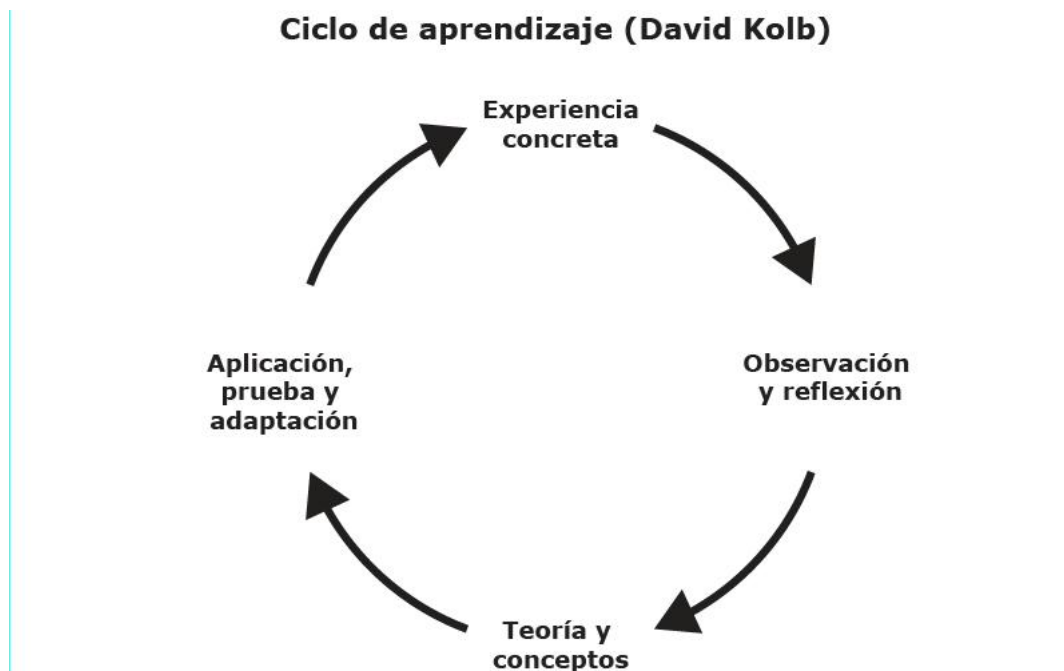 Ciclo de aprendizaje (David Kolb)
Experiencia
concreta
Observación
y reflexión
Teoría y
conceptos
Aplicación,
prueba y
adaptación